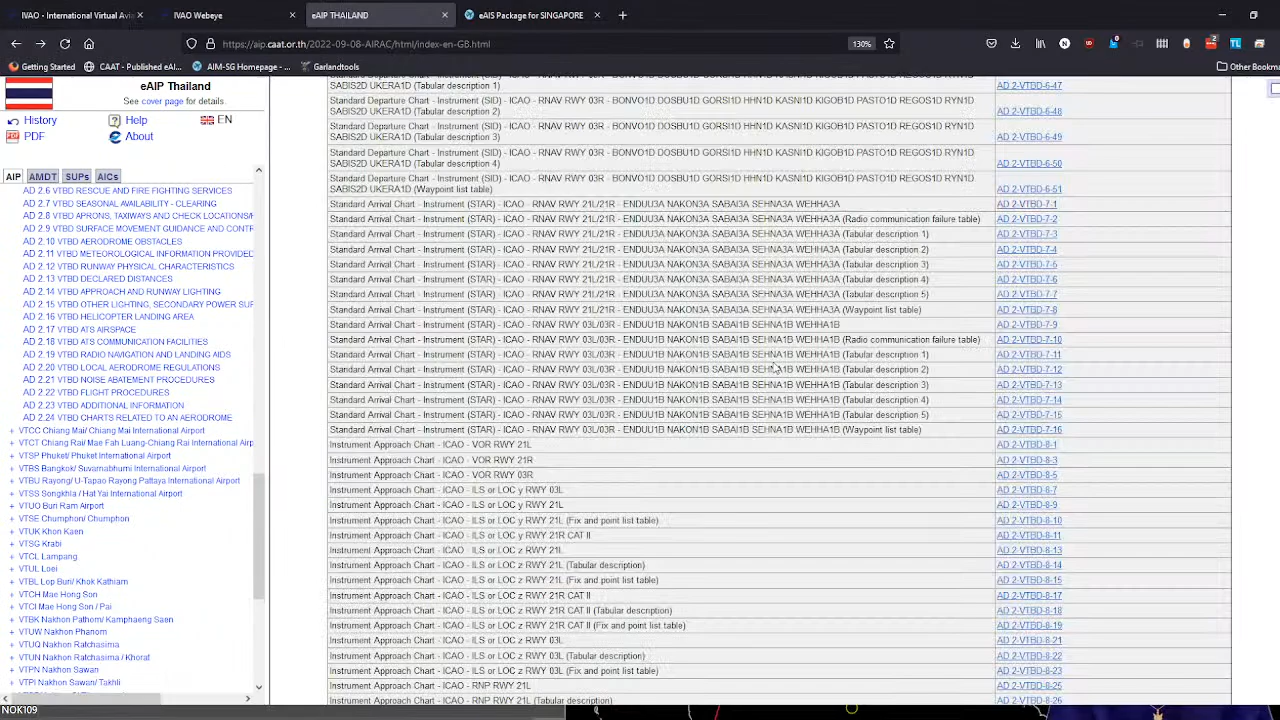 IVAO - International Virtual Avia
IVAO Webeye
eAIP THAILAND
eAIS Package for SINGAPORE
https://aip.caat.or.th/2022-09-08-AIRAC/html/index-en-GB.html
130%
Getting Started
CAAT - Published eAI...
AIM-SG Homepage - ...
Garlandtools
Other Bookma
eAIP Thailand
See cover page for details.
History
Help
EN
PDF
About
AIP
AMDT
SUPs
AICs
AD 2.6 VTBD RESCUE AND FIRE FIGHTING SERVICES
AD 2.7 VTBD SEASONAL AVAILABILITY - CLEARING
AD 2.8 VTBD APRONS, TAXIWAYS AND CHECK LOCATIONS/
AD 2.9 VTBD SURFACE MOVEMENT GUIDANCE AND CONT
AD 2.10 VTBD AERODROME OBSTACLES
AD 2.11 VTBD METEOROLOGICAL INFORMATION PROVIDED
AD 2.12 VTBD RUNWAY PHYSICAL CHARACTERISTICS
AD 2.13 VTBD DECLARED DISTANCES
AD 2.14 VTBD APPROACH AND RUNWAY LIGHTING
AD 2.15 VTBD OTHER LIGHTING, SECONDARY POWER SUF
AD 2.16 VTBD HELICOPTER LANDING AREA
AD 2.17 VTBD ATS AIRSPACE
AD 2.18 VTBD ATS COMMUNICATION FACILITIES
AD 2.19 VTBD RADIO NAVIGATION AND LANDING AIDS
AD 2.20 VTBD LOCAL AERODROME REGULATIONS
AD 2.21 VTBD NOISE ABATEMENT PROCEDURES
AD 2.22 VTBD FLIGHT PROCEDURES
AD 2.23 VTBD ADDITIONAL INFORMATION
AD 2.24 VTBD CHARTS RELATED TO AN AERODROME
+ VTCC Chiang Mai/ Chiang Mai International Airport
+ VTCT Chiang Rai/ Mae Fah Luang-Chiang Rai International Airp
+ VTSP Phuket/ Phuket International Airport
+ VTBS Bangkok/ Suvarnabhumi International Airport
+ VTBU Rayong/ U-Tapao Rayong Pattaya International Airport
+ VTSS Songkhla / Hat Yai International Airport
+ VTUO Buri Ram Airport
+ VTSE Chumphon/ Chumphon
+ VTUK Khon Kaen
+ VTSG Krabi
+ VTCL Lampang
+ VTUL Loei
+ VTBL Lop Buri/ Khok Kathiam
+ VTCH Mae Hong Son
+ VTCI Mae Hong Son / Pai
+ VTBK Nakhon Pathom/ Kamphaeng Saen
+ VTUW Nakhon Phanom
+ VTUQ Nakhon Ratchasima
+ VTUN Nakhon Ratchasima / Khorat
+ VTPN Nakhon Sawan
+ VTPI Nakhon Sawan/ Takhli
SABIS2D UKERA1D (Tabular description 1) AD 2-VTBD-6-47
Standard Departure Chart - Instrument (SID) - ICAO - RNAV RWY 03R - BONVO1D DOSBU1D GORSI1D HHN1D KASNI1D KIGOB1D PASTO1D REGOS1D RYN1D
SABIS2D UKERA1D (Tabular description 2) AD 2-VTBD-6-48
Standard Departure Chart - Instrument (SID) - ICAO - RNAV RWY 03R - BONVO1D DOSBU1D GORSI1D HHN1D KASNI1D KIGOB1D PASTO1D REGOS1D RYN1D
SABIS2D UKERA1D (Tabular description 3) AD 2-VTBD-6-49
Standard Departure Chart - Instrument (SID) - ICAO - RNAV RWY 03R - BONVO1D DOSBU1D GORSI1D HHN1D KASNI1D KIGOB1D PASTO1D REGOS1D RYN1D
SABIS2D UKERA1D (Tabular description 4) AD 2-VTBD-6-50
Standard Departure Chart - Instrument (SID) - ICAO - RNAV RWY 03R - BONVO1D DOSBU1D GORSI1D HHN1D KASNI1D KIGOB1D PASTO1D REGOS1D RYN1D
SABIS2D UKERA1D (Waypoint list table) AD 2-VTBD-6-51
Standard Arrival Chart - Instrument (STAR) - ICAO - RNAV RWY 21L/21R - ENDUU3A NAKON3A SABAI3A SEHNA3A WEHHA3A AD 2-VTBD-7-1
Standard Arrival Chart - Instrument (STAR) - ICAO - RNAV RWY 21L/21R - ENDUU3A NAKON3A SABAI3A SEHNA3A WEHHA3A (Radio communication failure table) AD 2-VTBD-7-2
Standard Arrival Chart - Instrument (STAR) - ICAO - RNAV RWY 21L/21R - ENDUU3A NAKON3A SABAI3A SEHNA3A WEHHA3A (Tabular description 1) AD 2-VTBD-7-3
Standard Arrival Chart - Instrument (STAR) - ICAO - RNAV RWY 21L/21R - ENDUU3A NAKON3A SABAI3A SEHNA3A WEHHA3A (Tabular description 2) AD 2-VTBD-7-4
Standard Arrival Chart - Instrument (STAR) - ICAO - RNAV RWY 21L/21R - ENDUU3A NAKON3A SABAI3A SEHNA3A WEHHA3A (Tabular description 3) AD 2-VTBD-7-5
Standard Arrival Chart - Instrument (STAR) - ICAO - RNAV RWY 21L/21R - ENDUU3A NAKON3A SABAI3A SEHNA3A WEHHA3A (Tabular description 4) AD 2-VTBD-7-6
Standard Arrival Chart - Instrument (STAR) - ICAO - RNAV RWY 21L/21R - ENDUU3A NAKON3A SABAI3A SEHNA3A WEHHA3A (Tabular description 5) AD 2-VTBD-7-7
Standard Arrival Chart - Instrument (STAR) - ICAO - RNAV RWY 21L/21R - ENDUU3A NAKON3A SABAI3A SEHNA3A WEHHA3A (Waypoint list table) AD 2-VTBD-7-8
Standard Arrival Chart - Instrument (STAR) - ICAO - RNAV RWY 03L/03R - ENDUU1B NAKON1B SABAI1B SEHNA1B WEHHA1B AD 2-VTBD-7-9
Standard Arrival Chart - Instrument (STAR) - ICAO - RNAV RWY 03L/03R - ENDUU1B NAKON1B SABAI1B SEHNA1B WEHHA1B (Radio communication failure table) AD 2-VTBD-7-10
Standard Arrival Chart - Instrument (STAR) - ICAO - RNAV RWY 03L/03R - ENDUU1B NAKON1B SABAI1B SEHNA1B WEHHA1B (Tabular description 1) AD 2-VTBD-7-11
Standard Arrival Chart - Instrument (STAR) - ICAO - RNAV RWY 03L/03R - ENDUU1B NAKON1B SABAI1B SEHNA1B WEHHA1B (Tabular description 2) AD 2-VTBD-7-12
Standard Arrival Chart - Instrument (STAR) - ICAO - RNAV RWY 03L/03R - ENDUU1B NAKON1B SABAI1B SEHNA1B WEHHA1B (Tabular description 3) AD 2-VTBD-7-13
Standard Arrival Chart - Instrument (STAR) - ICAO - RNAV RWY 03L/03R - ENDUU1B NAKON1B SABAI1B SEHNA1B WEHHA1B (Tabular description 4) AD 2-VTBD-7-14
Standard Arrival Chart - Instrument (STAR) - ICAO - RNAV RWY 03L/03R - ENDUU1B NAKON1B SABAI1B SEHNA1B WEHHA1B (Tabular description 5) AD 2-VTBD-7-15
Standard Arrival Chart - Instrument (STAR) - ICAO - RNAV RWY 03L/03R - ENDUU1B NAKON1B SABAI1B SEHNA1B WEHHA1B (Waypoint list table) AD 2-VTBD-7-16
Instrument Approach Chart - ICAO - VOR RWY 21L AD 2-VTBD-8-1
Instrument Approach Chart - ICAO - VOR RWY 21R AD 2-VTBD-8-3
Instrument Approach Chart - ICAO - VOR RWY 03R AD 2-VTBD-8-5
Instrument Approach Chart - ICAO - ILS or LOC y RWY 03L AD 2-VTBD-8-7
Instrument Approach Chart - ICAO - ILS or LOC y RWY 21L AD 2-VTBD-8-9
Instrument Approach Chart - ICAO - ILS or LOC y RWY 21L (Fix and point list table) AD 2-VTBD-8-10
Instrument Approach Chart - ICAO - ILS or LOC y RWY 21R CAT II AD 2-VTBD-8-11
Instrument Approach Chart - ICAO - ILS or LOC z RWY 21L AD 2-VTBD-8-13
Instrument Approach Chart - ICAO - ILS or LOC z RWY 21L (Tabular description) AD 2-VTBD-8-14
Instrument Approach Chart - ICAO - ILS or LOC z RWY 21L (Fix and point list table) AD 2-VTBD-8-15
Instrument Approach Chart - ICAO - ILS or LOC z RWY 21R CAT II AD 2-VTBD-8-17
Instrument Approach Chart - ICAO - ILS or LOC z RWY 21R CAT II (Tabular description) AD 2-VTBD-8-18
Instrument Approach Chart - ICAO - ILS or LOC z RWY 21R CAT II (Fix and point list table) AD 2-VTBD-8-19
Instrument Approach Chart - ICAO - ILS or LOC z RWY 03L AD 2-VTBD-8-21
Instrument Approach Chart - ICAO - ILS or LOC z RWY 03L (Tabular description) AD 2-VTBD-8-22
Instrument Approach Chart - ICAO - ILS or LOC z RWY 03L (Fix and point list table) AD 2-VTBD-8-23
Instrument Approach Chart - ICAO - RNP RWY 21L AD 2-VTBD-8-25
Instrument Approach Chart - ICAO - RNP RWY 21L (Tabular description) AD 2-VTBD-8-26
NOK109